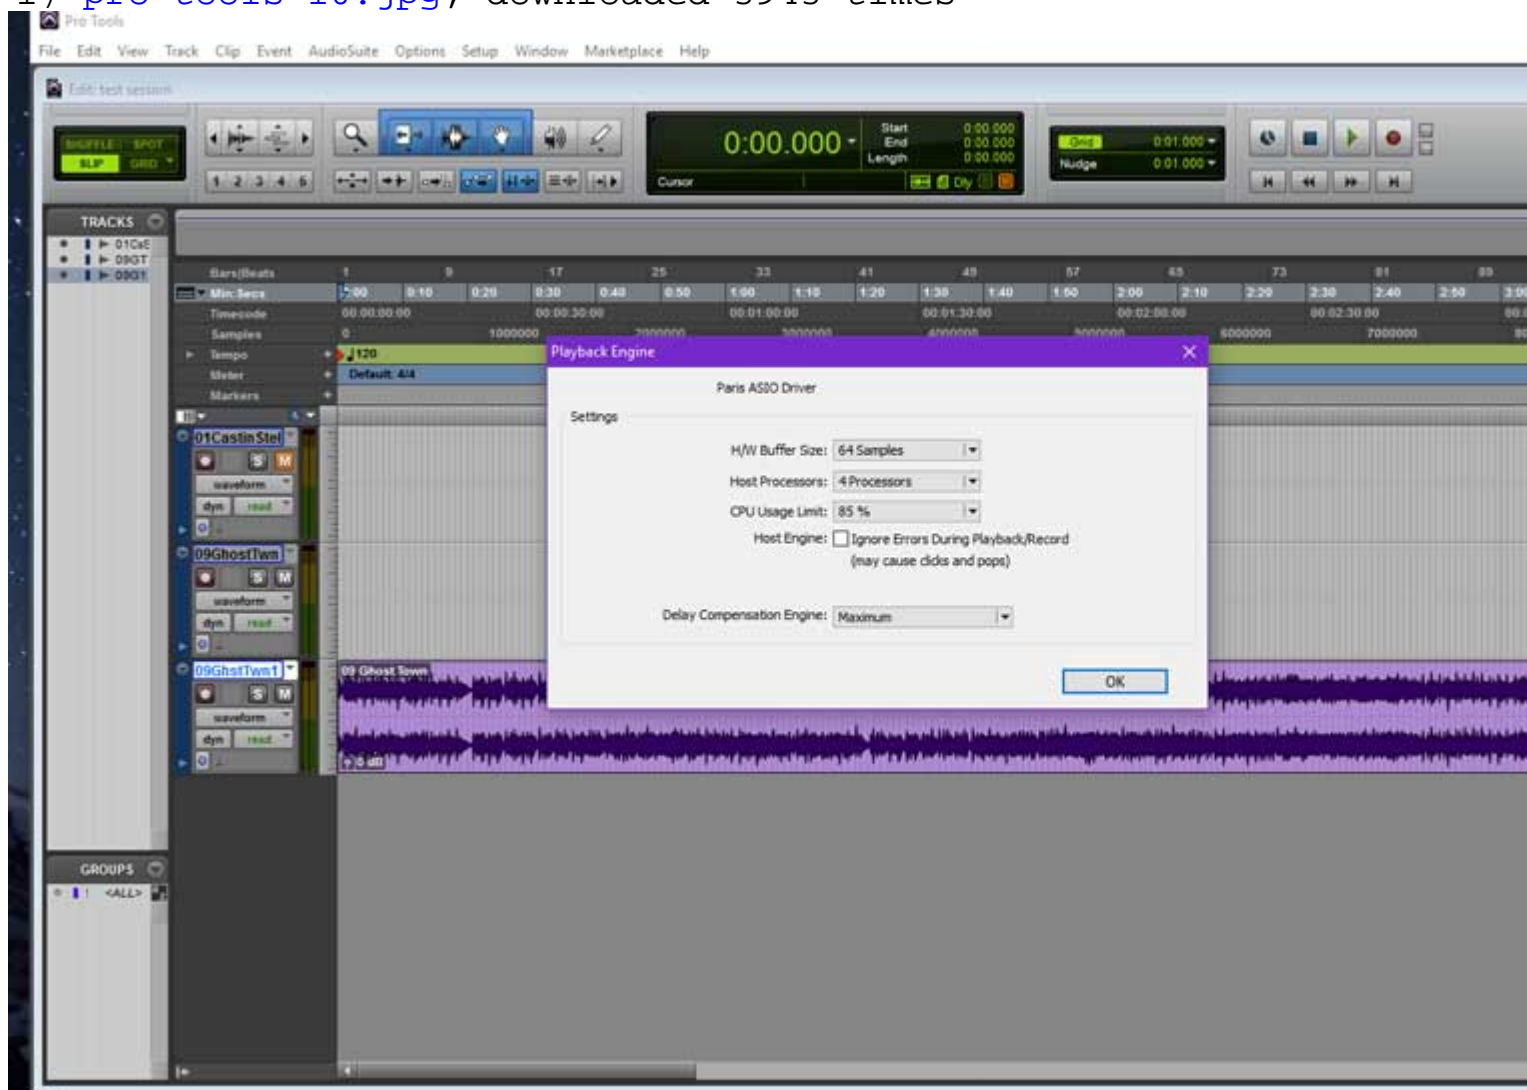 Pro Tools
File Edit View Track Clip Event AudioSuite Options Setup Window Marketplace Help
Edit: test session
SHUFFLE SPOT
SLIP GRID
1 2 3 4 5
0:00.000
Start 0:00.000
End 0:00.000
Length 0:00.000
Cursor
Dly
Grid 0:01.000
Nudge 0:01.000
TRACKS
01CaS
09GT
09GT
Bars|Beats 1 9 17 25 33 41 49 57 65 73 81 89
Min:Secs 0:00 0:10 0:20 0:30 0:40 0:50 1:00 1:10 1:20 1:30 1:40 1:50 2:00 2:10 2:20 2:30 2:40 2:50 3:00
Timecode 00:00:00:00 00:00:30:00 00:01:00:00 00:01:30:00 00:02:00:00 00:02:30:00
Samples 0 1000000 2000000 3000000 4000000 5000000 6000000 7000000
Tempo 120
Meter Default: 4/4
Markers
Playback Engine
Paris ASIO Driver
Settings
H/W Buffer Size: 64 Samples
Host Processors: 4 Processors
CPU Usage Limit: 85 %
Host Engine: Ignore Errors During Playback/Record
(may cause clicks and pops)
Delay Compensation Engine: Maximum
OK
01CastinStel
S M
waveform
dyn read
09GhostTwn
S M
waveform
dyn read
09GhstTwn1
S M
waveform
dyn read
09 Ghost Town
0 dB
GROUPS
! <ALL>